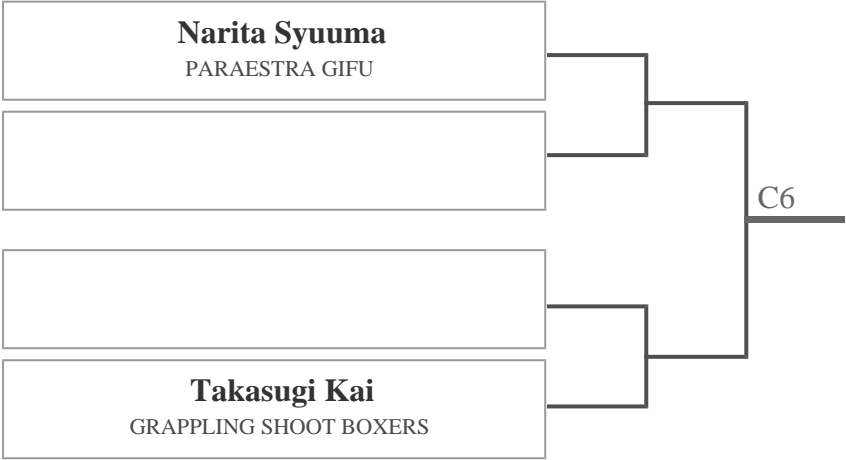 Narita Syuuma
PARAESTRA GIFU
C6
Takasugi Kai
GRAPPLING SHOOT BOXERS